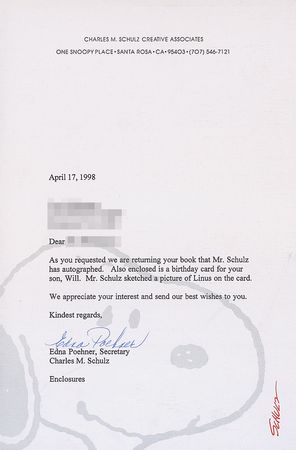 CHARLES M. SCHULZ CREATIVE ASSOCIATES
ONE SNOOPY PLACE•SANTA ROSA•CA•95403•(707) 546-7121
April 17, 1998
Dear
As you requested we are returning your book that Mr. Schulz
has autographed. Also enclosed is a birthday card for your
son, Will. Mr. Schulz sketched a picture of Linus on the card.
We appreciate your interest and send our best wishes to you.
Kindest regards,
Edna Poehner
Edna Poehner, Secretary
Charles M. Schulz
Enclosures
SCHULZ